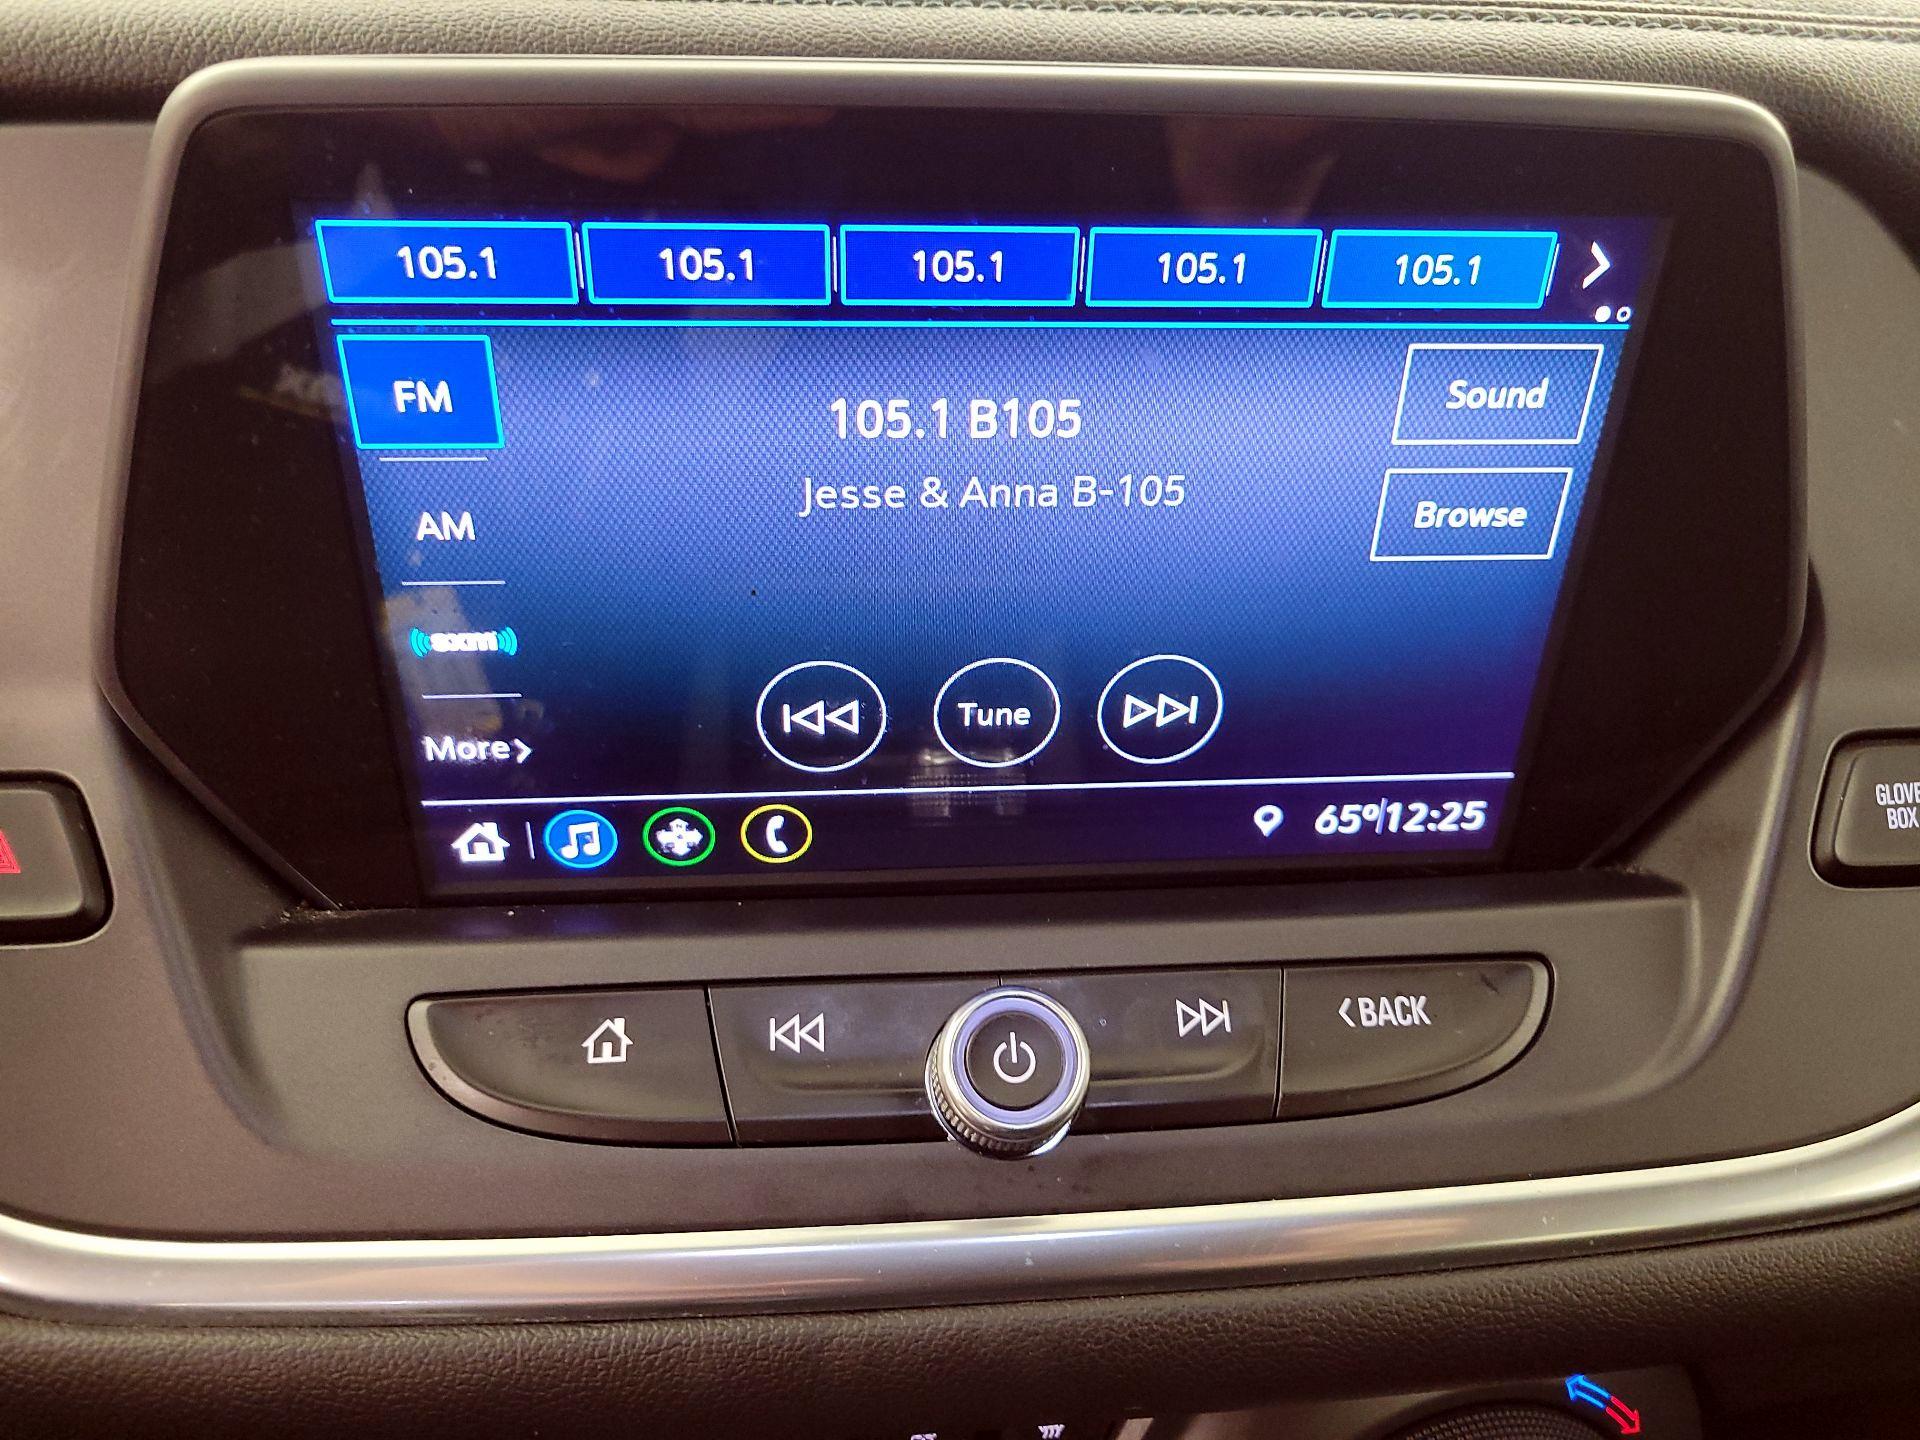 105.1 105.1 105.1 105.1 105.1
FM
105.1 B105
Sound
Jesse & Anna B-105
Browse
AM
((sxm))
Tune
More>
65º 12:25
GLOVE
BOX
<BACK